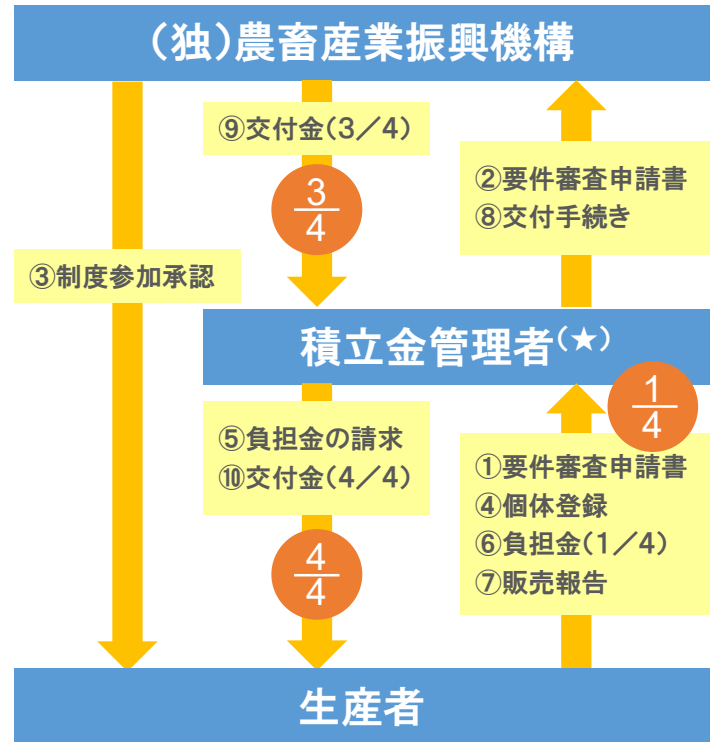 （独）農畜産業振興機構
⑨交付金（3／4）
3
4
②要件審査申請書
⑧交付手続き
③制度参加承認
積立金管理者（★）
1
4
⑤負担金の請求
⑩交付金（4／4）
4
4
①要件審査申請書
④個体登録
⑥負担金（1／4）
⑦販売報告
生産者